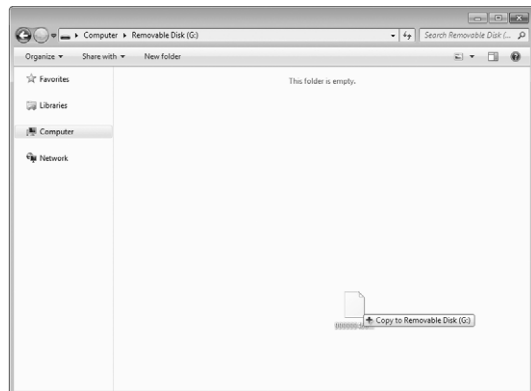 Computer ▸ Removable Disk (G:)
Search Removable Disk (...
Organize ▾ Share with ▾ New folder
Favorites
This folder is empty.
Libraries
Computer
Network
Copy to Removable Disk (G:)